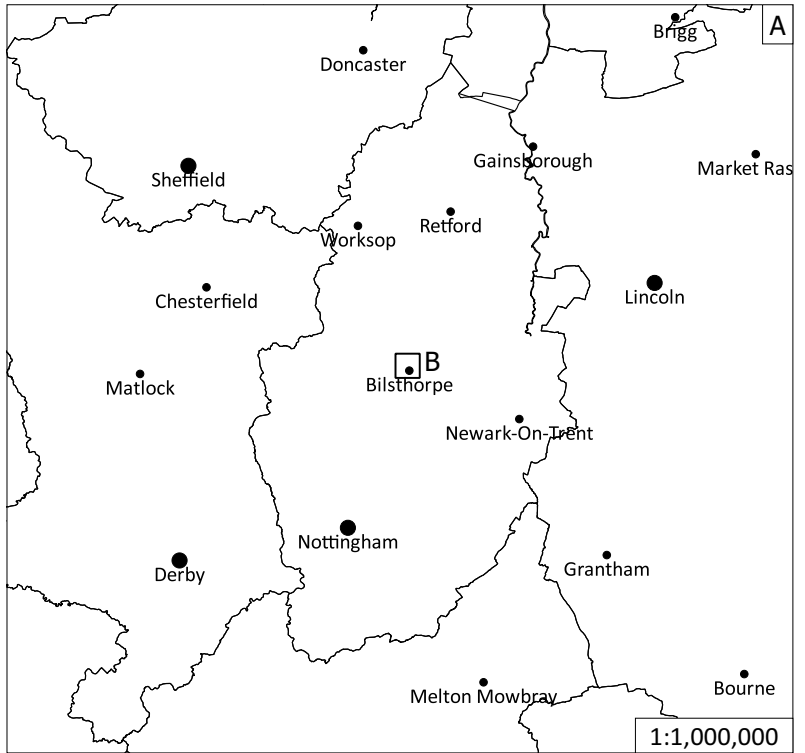 A
Brigg
Doncaster
Gainsborough
Market Ras
Sheffield
Retford
Worksop
Lincoln
Chesterfield
B
Bilsthorpe
Matlock
Newark-On-Trent
Nottingham
Grantham
Derby
Bourne
Melton Mowbray
1:1,000,000